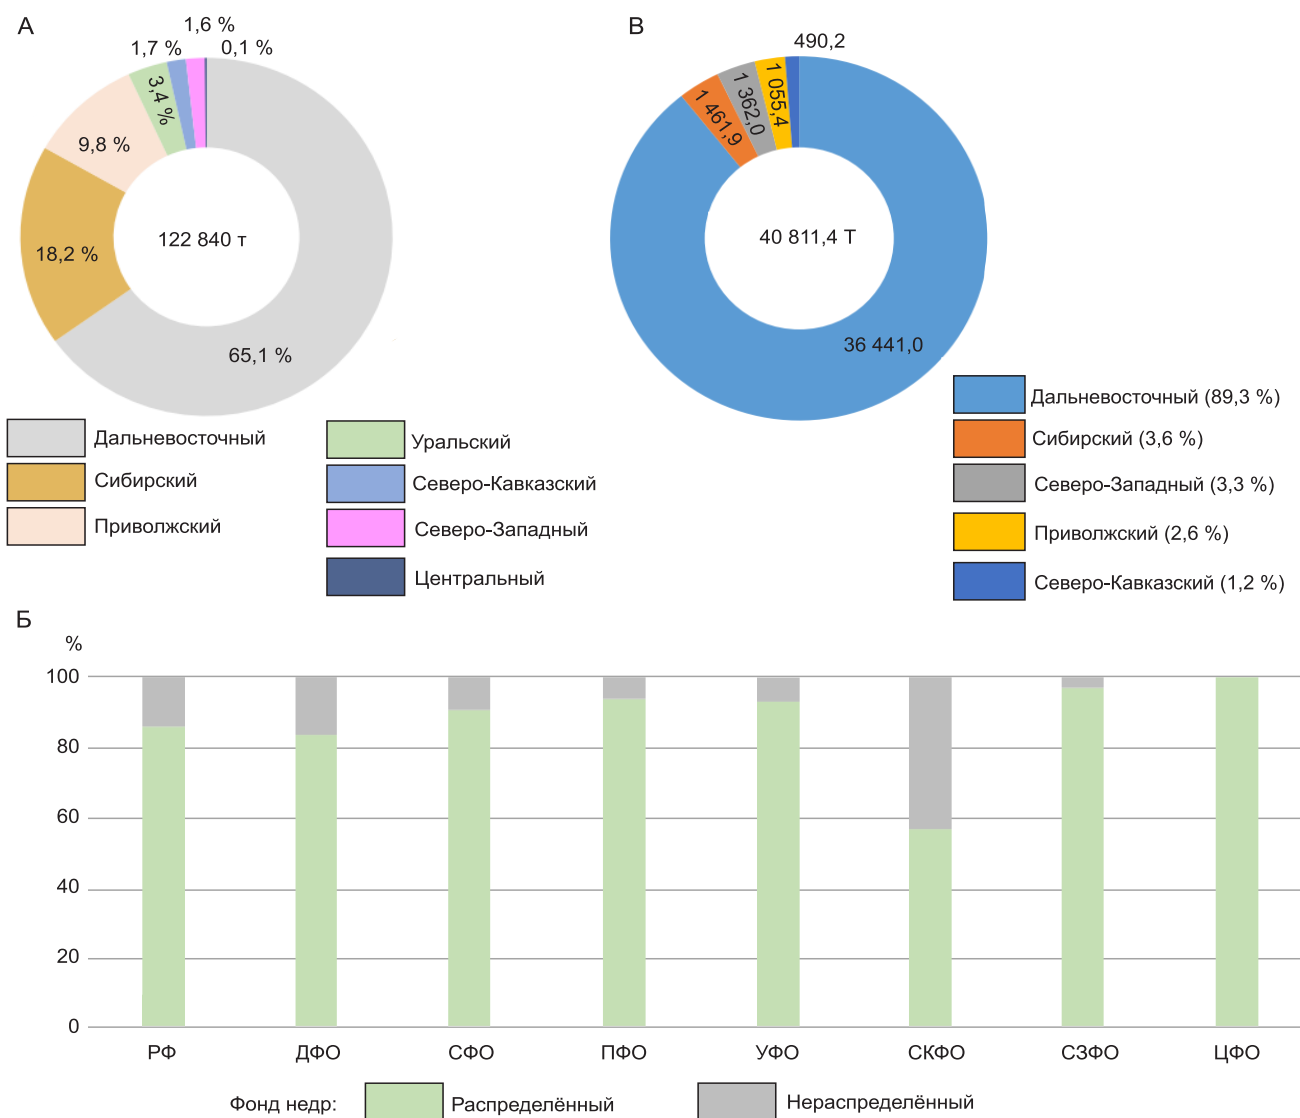 А
1,6 %
1,7 %
0,1 %
3,4 %
9,8 %
18,2 %
122 840 т
65,1 %
Дальневосточный
Сибирский
Приволжский
Уральский
Северо-Кавказский
Северо-Западный
Центральный
В
490,2
1 055,4
1 362,0
1 461,9
40 811,4 Т
36 441,0
Дальневосточный (89,3 %)
Сибирский (3,6 %)
Северо-Западный (3,3 %)
Приволжский (2,6 %)
Северо-Кавказский (1,2 %)
Б
%
100
80
60
40
20
0
РФ ДФО СФО ПФО УФО СКФО СЗФО ЦФО
Фонд недр: Распределённый Нераспределённый